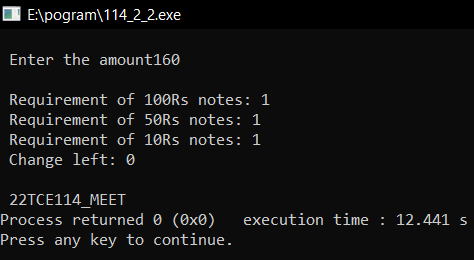 E:\pogram\114_2_2.exe
Enter the amount160
Requirement of 100Rs notes: 1
Requirement of 50Rs notes: 1
Requirement of 10Rs notes: 1
Change left: 0
22TCE114_MEET
Process returned 0 (0x0)   execution time : 12.441 s
Press any key to continue.